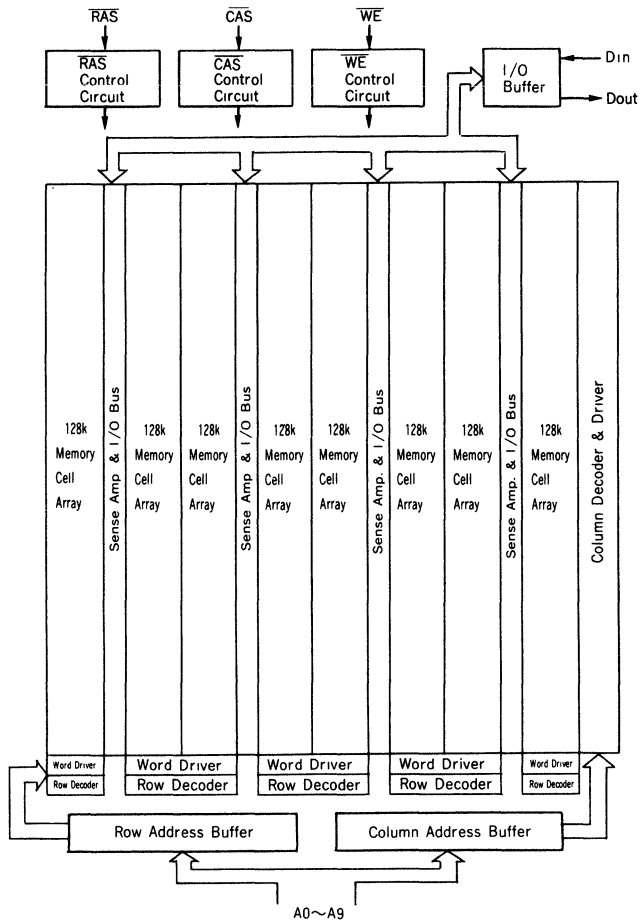 RAS
CAS
WE
RAS
Control
Circuit
CAS
Control
Circuit
WE
Control
Circuit
I/O
Buffer
Din
Dout
128k
Memory
Cell
Array
Sense Amp & I/O Bus
128k
Memory
Cell
Array
128k
Memory
Cell
Array
Sense Amp & I/O Bus
128k
Memory
Cell
Array
128k
Memory
Cell
Array
Sense Amp. & I/O Bus
128k
Memory
Cell
Array
128k
Memory
Cell
Array
Sense Amp. & I/O Bus
128k
Memory
Cell
Array
Column Decoder & Driver
Word Driver
Row Decoder
Word Driver
Row Decoder
Word Driver
Row Decoder
Word Driver
Row Decoder
Word Driver
Row Decoder
Row Address Buffer
Column Address Buffer
A0~A9